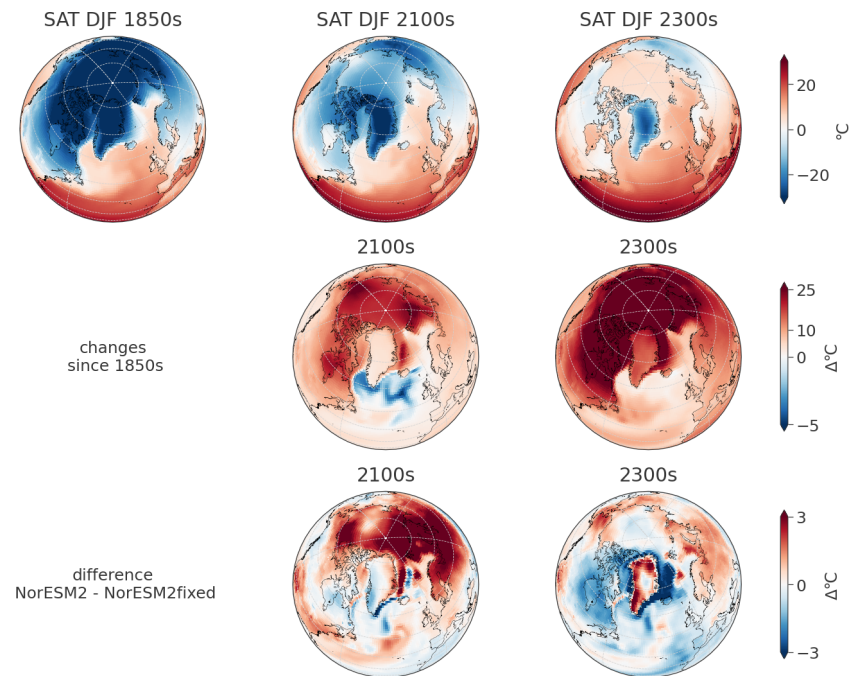 SAT DJF 1850s
SAT DJF 2100s
SAT DJF 2300s
20
0
−20
°C
2100s
2300s
changes
since 1850s
25
10
0
−5
Δ°C
2100s
2300s
difference
NorESM2 - NorESM2fixed
3
0
−3
Δ°C